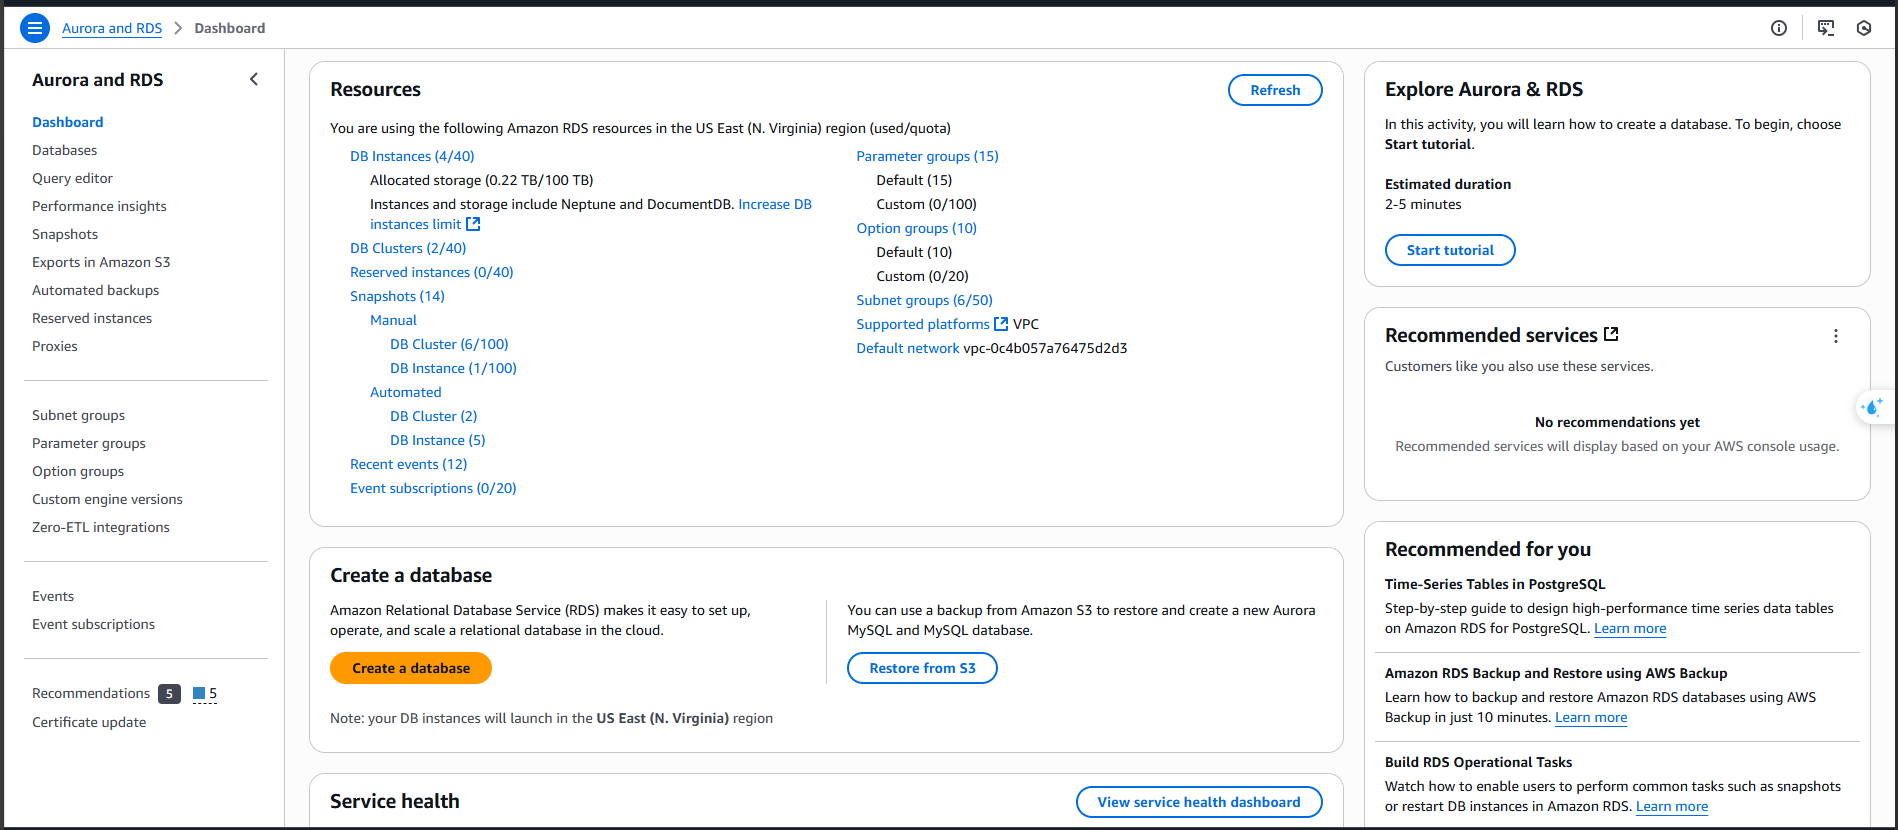 Aurora and RDS > Dashboard
Aurora and RDS
Dashboard
Databases
Query editor
Performance insights
Snapshots
Exports in Amazon S3
Automated backups
Reserved instances
Proxies
Subnet groups
Parameter groups
Option groups
Custom engine versions
Zero-ETL integrations
Events
Event subscriptions
Recommendations 5 5
Certificate update
Resources
Refresh
You are using the following Amazon RDS resources in the US East (N. Virginia) region (used/quota)
DB Instances (4/40)
Allocated storage (0.22 TB/100 TB)
Instances and storage include Neptune and DocumentDB. Increase DB
instances limit
DB Clusters (2/40)
Reserved instances (0/40)
Snapshots (14)
Manual
DB Cluster (6/100)
DB Instance (1/100)
Automated
DB Cluster (2)
DB Instance (5)
Recent events (12)
Event subscriptions (0/20)
Parameter groups (15)
Default (15)
Custom (0/100)
Option groups (10)
Default (10)
Custom (0/20)
Subnet groups (6/50)
Supported platforms VPC
Default network vpc-0c4b057a76475d2d3
Create a database
Amazon Relational Database Service (RDS) makes it easy to set up,
operate, and scale a relational database in the cloud.
Create a database
You can use a backup from Amazon S3 to restore and create a new Aurora
MySQL and MySQL database.
Restore from S3
Note: your DB instances will launch in the US East (N. Virginia) region
Service health
View service health dashboard
Explore Aurora & RDS
In this activity, you will learn how to create a database. To begin, choose
Start tutorial.
Estimated duration
2-5 minutes
Start tutorial
Recommended services
Customers like you also use these services.
No recommendations yet
Recommended services will display based on your AWS console usage.
Recommended for you
Time-Series Tables in PostgreSQL
Step-by-step guide to design high-performance time series data tables
on Amazon RDS for PostgreSQL. Learn more
Amazon RDS Backup and Restore using AWS Backup
Learn how to backup and restore Amazon RDS databases using AWS
Backup in just 10 minutes. Learn more
Build RDS Operational Tasks
Watch how to enable users to perform common tasks such as snapshots
or restart DB instances in Amazon RDS. Learn more